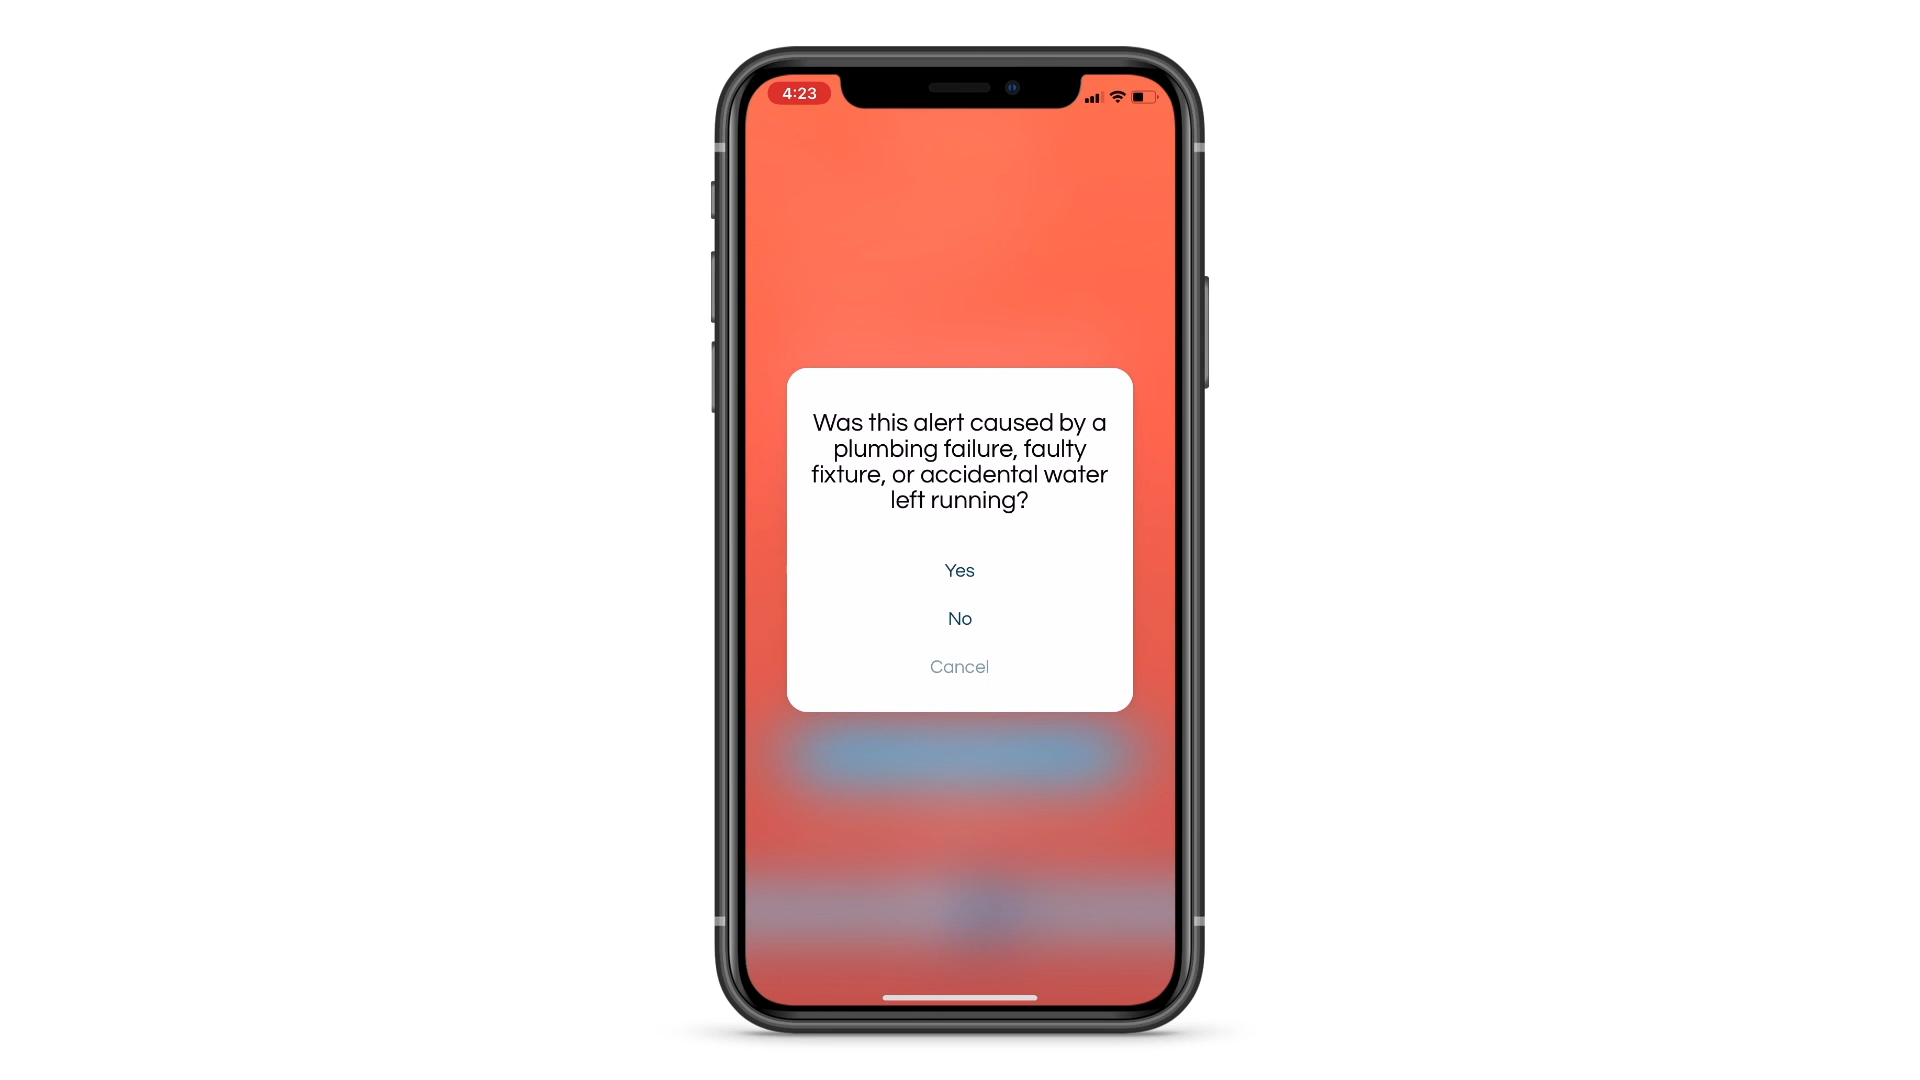 4:23
Was this alert caused by a
plumbing failure, faulty
fixture, or accidental water
left running?
Yes
No
Cancel